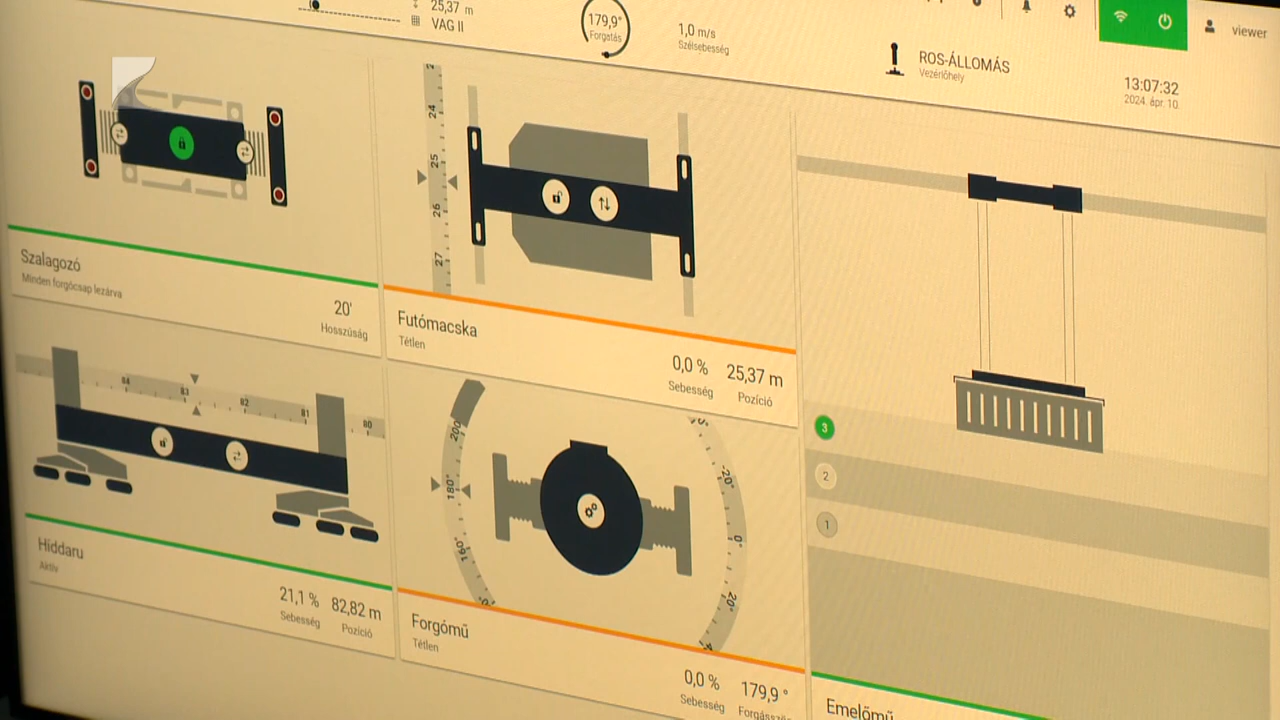 25,37 m
VAG II
179,9°
Forgatás
1,0 m/s
Szélsebesség
viewer
ROS-ÁLLOMÁS
Vezérlőhely
13:07:32
2024. ápr. 10.
24
25
26
27
Szalagozó
Minden forgócsap lezárva
20'
Hosszúság
Futómacska
Tétlen
0,0 % 25,37 m
Sebesség Pozíció
84 83 82 81 80
Híddaru
Aktív
21,1 % 82,82 m
Sebesség Pozíció
200
180°
160°
-20°
0°
20°
Forgómű
Tétlen
0,0 % 179,9 °
Sebesség
3
2
1
Emelőmű